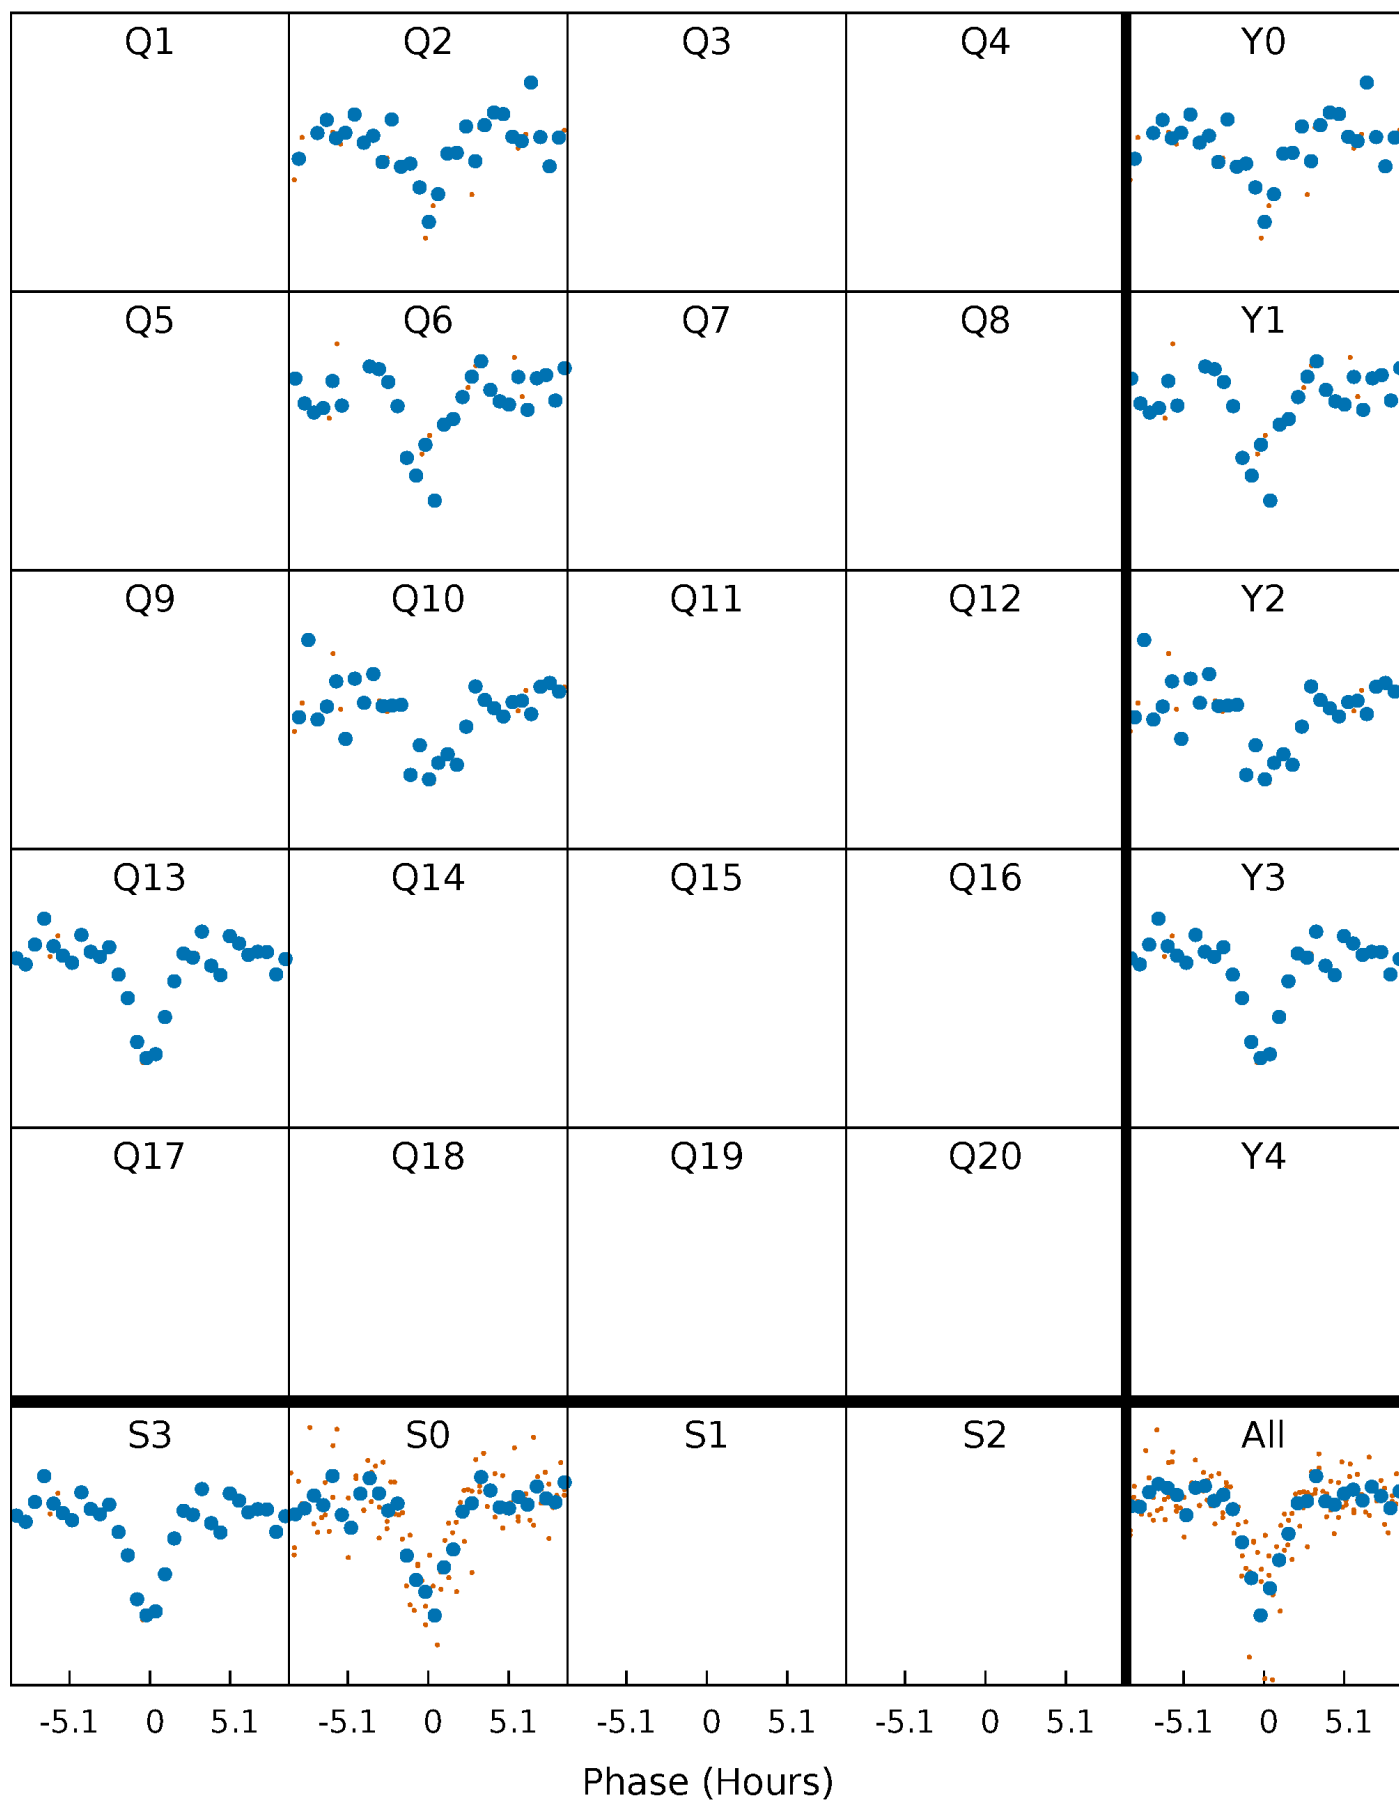 Q1 Q2 Q3 Q4 Y0
Q5 Q6 Q7 Q8 Y1
Q9 Q10 Q11 Q12 Y2
Q13 Q14 Q15 Q16 Y3
Q17 Q18 Q19 Q20 Y4
S3 S0 S1 S2 All
-5.1 0 5.1 -5.1 0 5.1 -5.1 0 5.1 -5.1 0 5.1 -5.1 0 5.1
Phase (Hours)